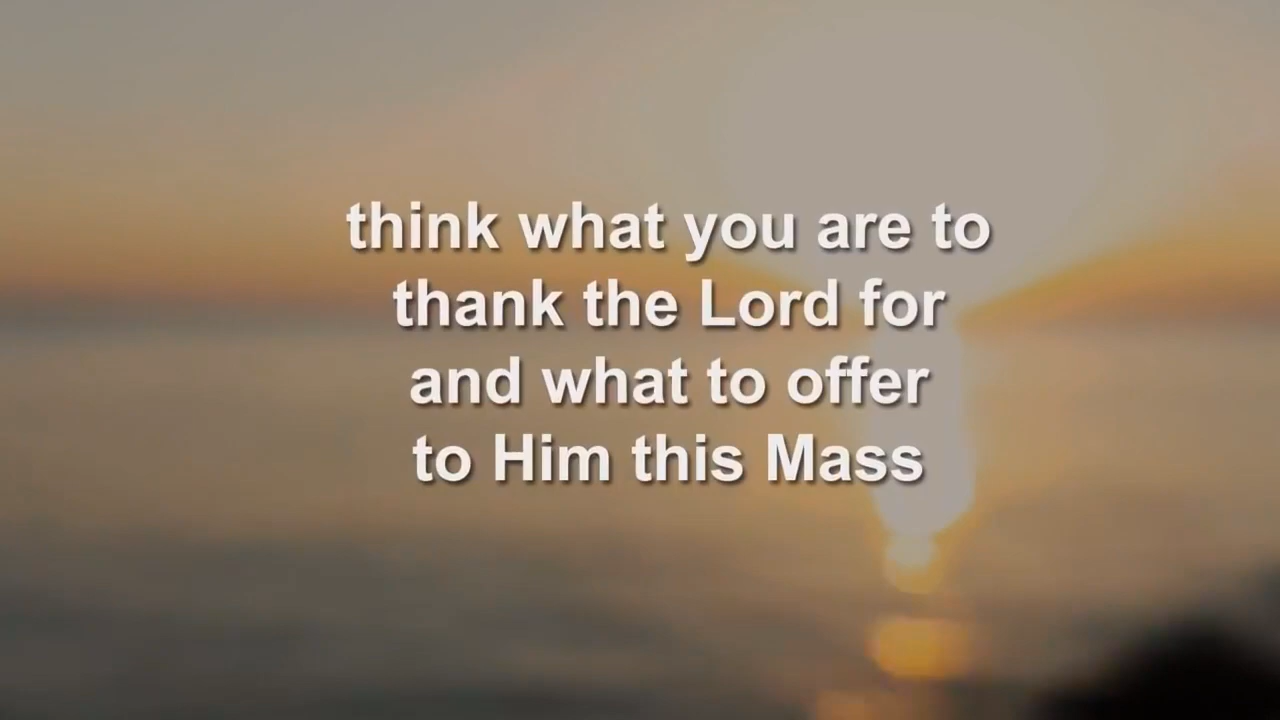 think what you are to
thank the Lord for
and what to offer
to Him this Mass